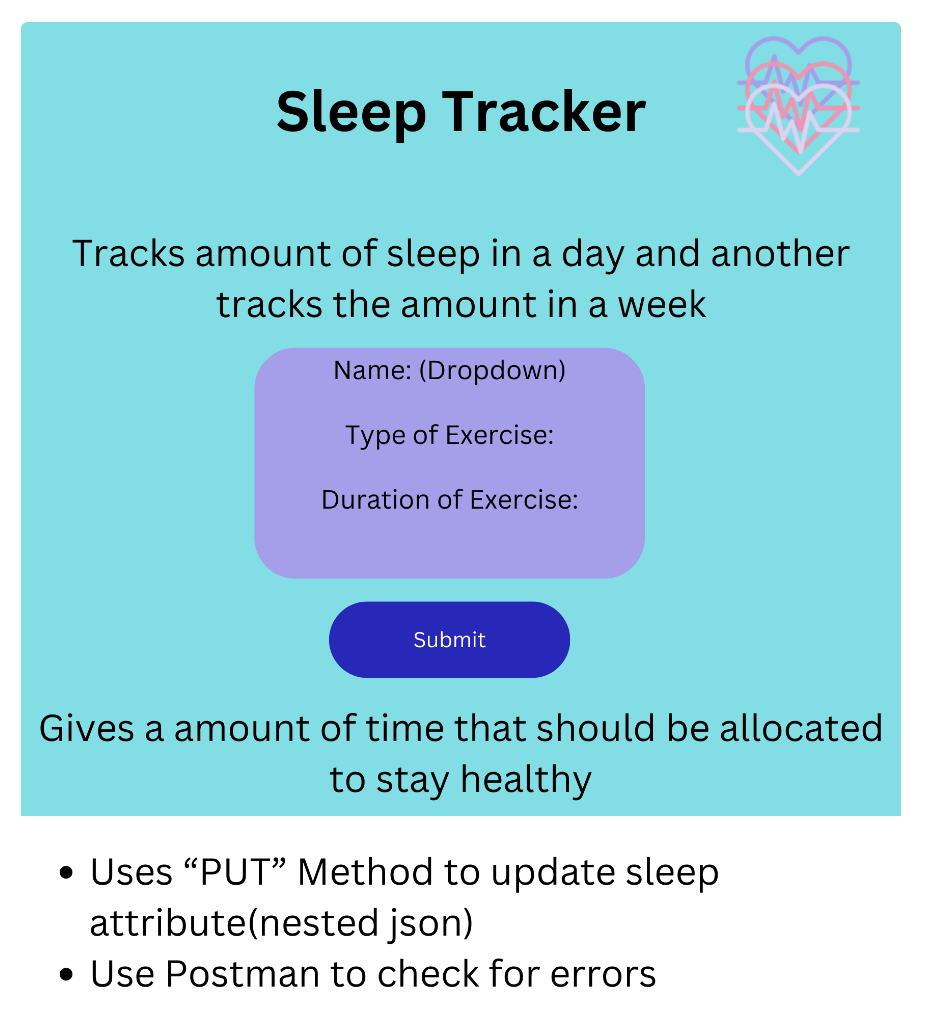 Sleep Tracker
Tracks amount of sleep in a day and another
tracks the amount in a week
Name: (Dropdown)
Type of Exercise:
Duration of Exercise:
Submit
Gives a amount of time that should be allocated
to stay healthy
• Uses “PUT” Method to update sleep
attribute(nested json)
• Use Postman to check for errors